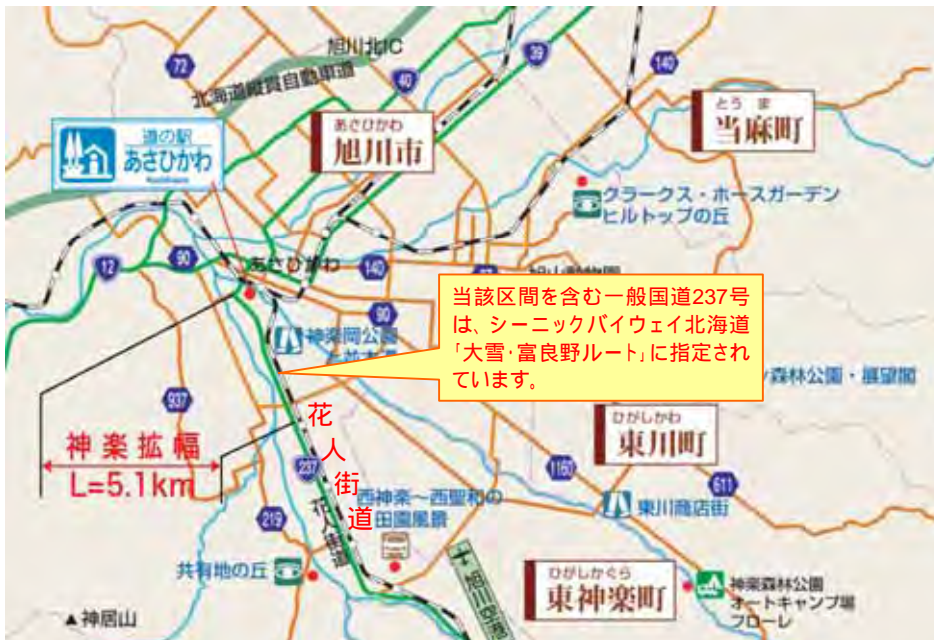 旭川北IC
北海道縦貫自動車道
72
40
39
140
道の駅
あさひかわ
あさひかわ
旭川市
とうま
当麻町
クラークス・ホースガーデン
ヒルトップの丘
12
90
あさひかわ
140
90
神楽岡公園
当該区間を含む一般国道237号
は、シーニックバイウェイ北海道
「大雪・富良野ルート」に指定され
ています。
森林公園・展望閣
937
神楽拡幅
L=5.1km
花人街道
237
花人街道
ひがしかわ
東川町
1160
611
東川商店街
西神楽～西聖和の
田園風景
219
共有地の丘
旭川空港
ひがしかぐら
東神楽町
神楽森林公園
オートキャンプ場
フローレ
▲神居山